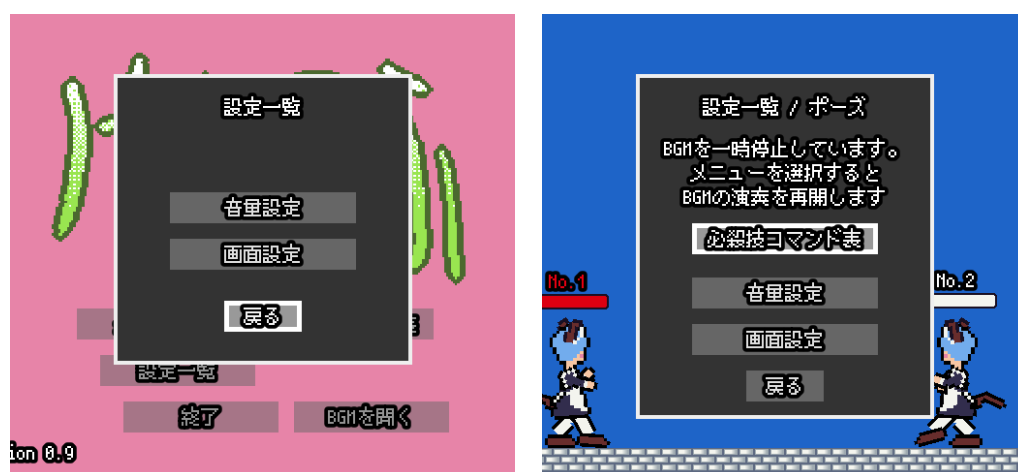 設定一覧
音量設定
画面設定
戻る
設定一覧
終了
BGMを聞く
ion 0.9
設定一覧 / ポーズ
BGMを一時停止しています。
メニューを選択すると
BGMの演奏を再開します
必殺技コマンド表
音量設定
画面設定
戻る
No.1
No.2